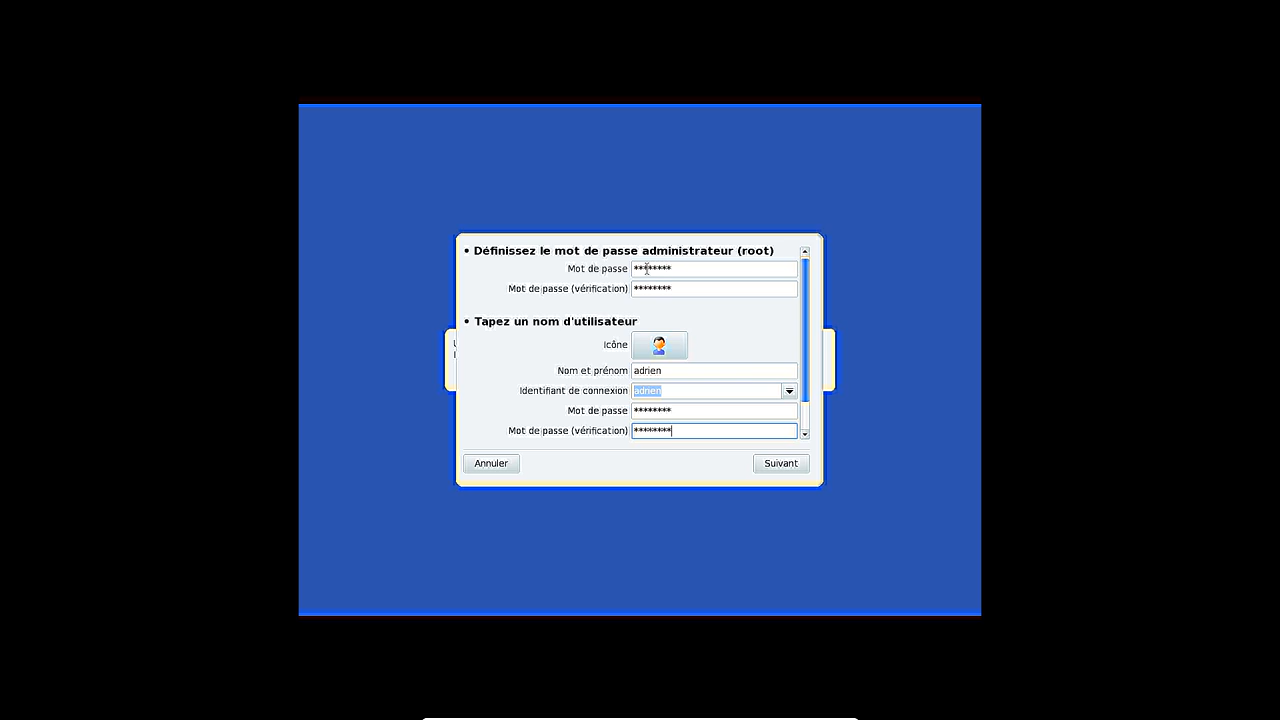 • Définissez le mot de passe administrateur (root)
Mot de passe ********
Mot de passe (vérification) ********
• Tapez un nom d'utilisateur
Icône
Nom et prénom adrien
Identifiant de connexion adrien
Mot de passe ********
Mot de passe (vérification) ********
Annuler Suivant